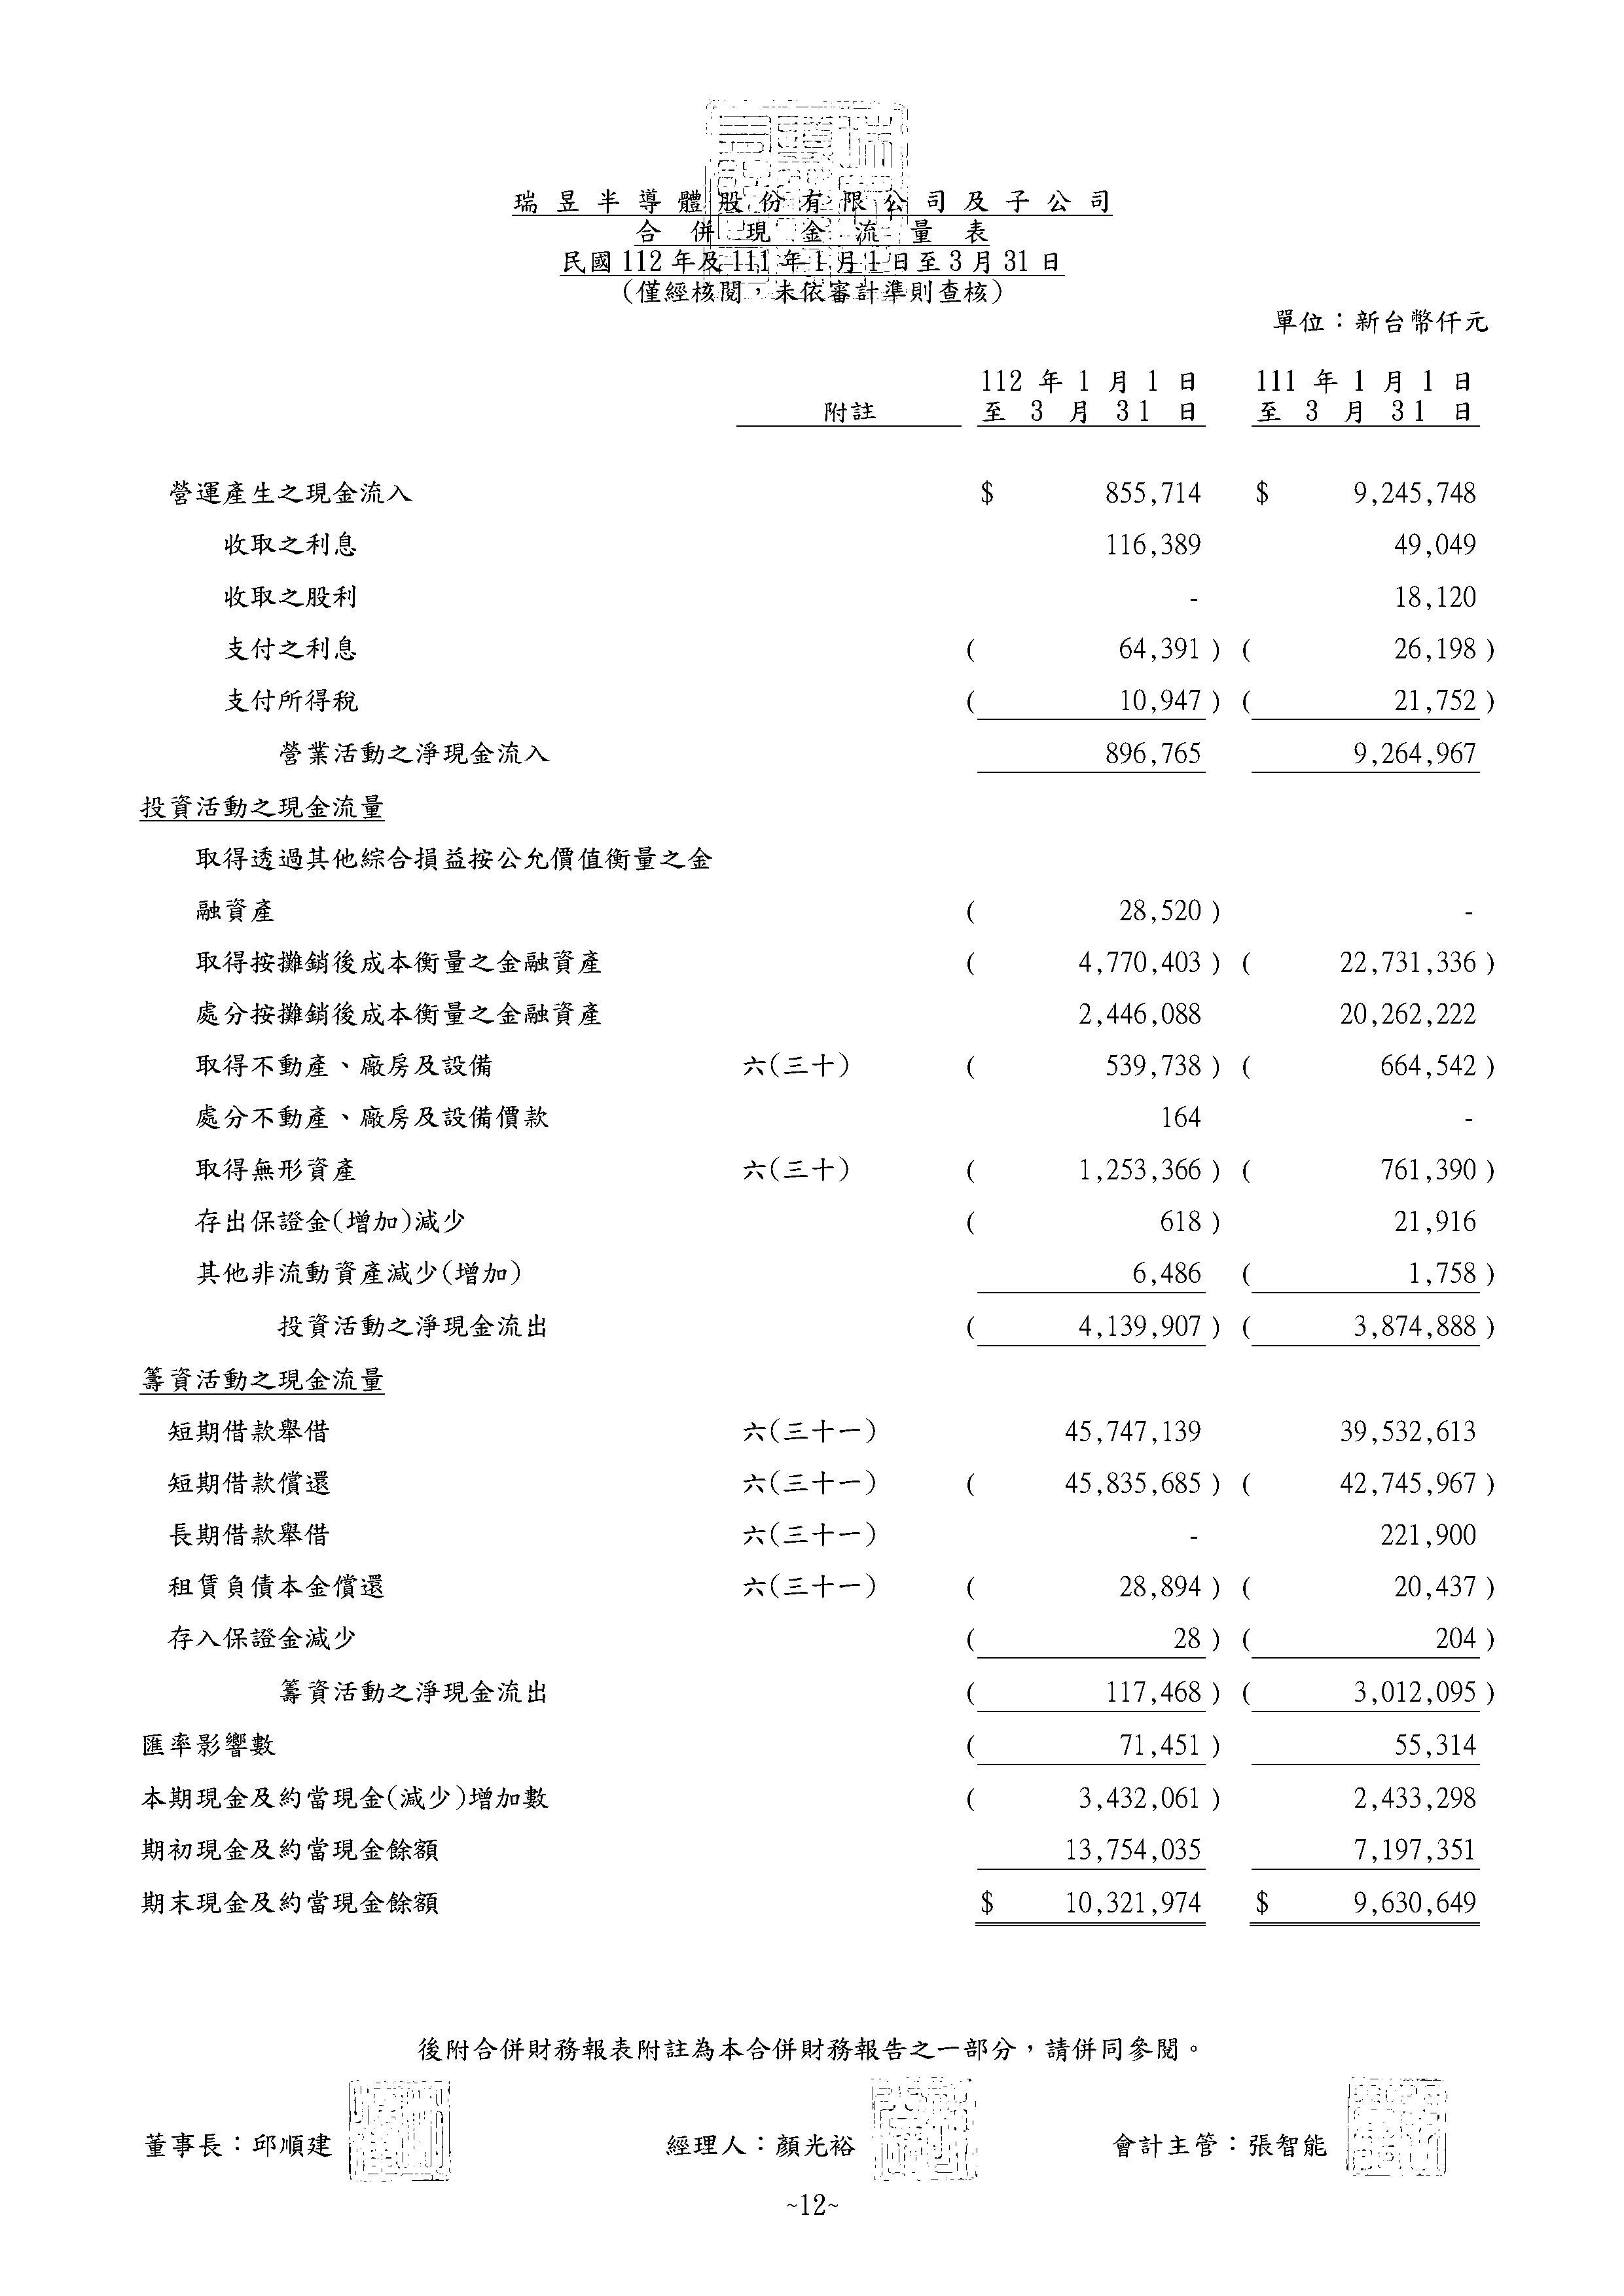 瑞昱半導體股份有限公司及子公司
合併現金流量表
民國112年及111年1月1日至3月31日
(僅經核閱，未依審計準則查核)
單位：新台幣仟元
112 年 1 月 1 日 111 年 1 月 1 日
附註 至 3 月 31 日 至 3 月 31 日
營運產生之現金流入 $ 855,714 $ 9,245,748
收取之利息 116,389 49,049
收取之股利 - 18,120
支付之利息 ( 64,391 ) ( 26,198 )
支付所得稅 ( 10,947 ) ( 21,752 )
營業活動之淨現金流入 896,765 9,264,967
投資活動之現金流量
取得透過其他綜合損益按公允價值衡量之金
融資產 ( 28,520 ) -
取得按攤銷後成本衡量之金融資產 ( 4,770,403 ) ( 22,731,336 )
處分按攤銷後成本衡量之金融資產 2,446,088 20,262,222
取得不動產、廠房及設備 六(三十) ( 539,738 ) ( 664,542 )
處分不動產、廠房及設備價款 164 -
取得無形資產 六(三十) ( 1,253,366 ) ( 761,390 )
存出保證金(增加)減少 ( 618 ) 21,916
其他非流動資產減少(增加) 6,486 ( 1,758 )
投資活動之淨現金流出 ( 4,139,907 ) ( 3,874,888 )
籌資活動之現金流量
短期借款舉借 六(三十一) 45,747,139 39,532,613
短期借款償還 六(三十一) ( 45,835,685 ) ( 42,745,967 )
長期借款舉借 六(三十一) - 221,900
租賃負債本金償還 六(三十一) ( 28,894 ) ( 20,437 )
存入保證金減少 ( 28 ) ( 204 )
籌資活動之淨現金流出 ( 117,468 ) ( 3,012,095 )
匯率影響數 ( 71,451 ) 55,314
本期現金及約當現金(減少)增加數 ( 3,432,061 ) 2,433,298
期初現金及約當現金餘額 13,754,035 7,197,351
期末現金及約當現金餘額 $ 10,321,974 $ 9,630,649
後附合併財務報表附註為本合併財務報告之一部分，請併同參閱。
董事長：邱順建 經理人：顏光裕 會計主管：張智能
~12~